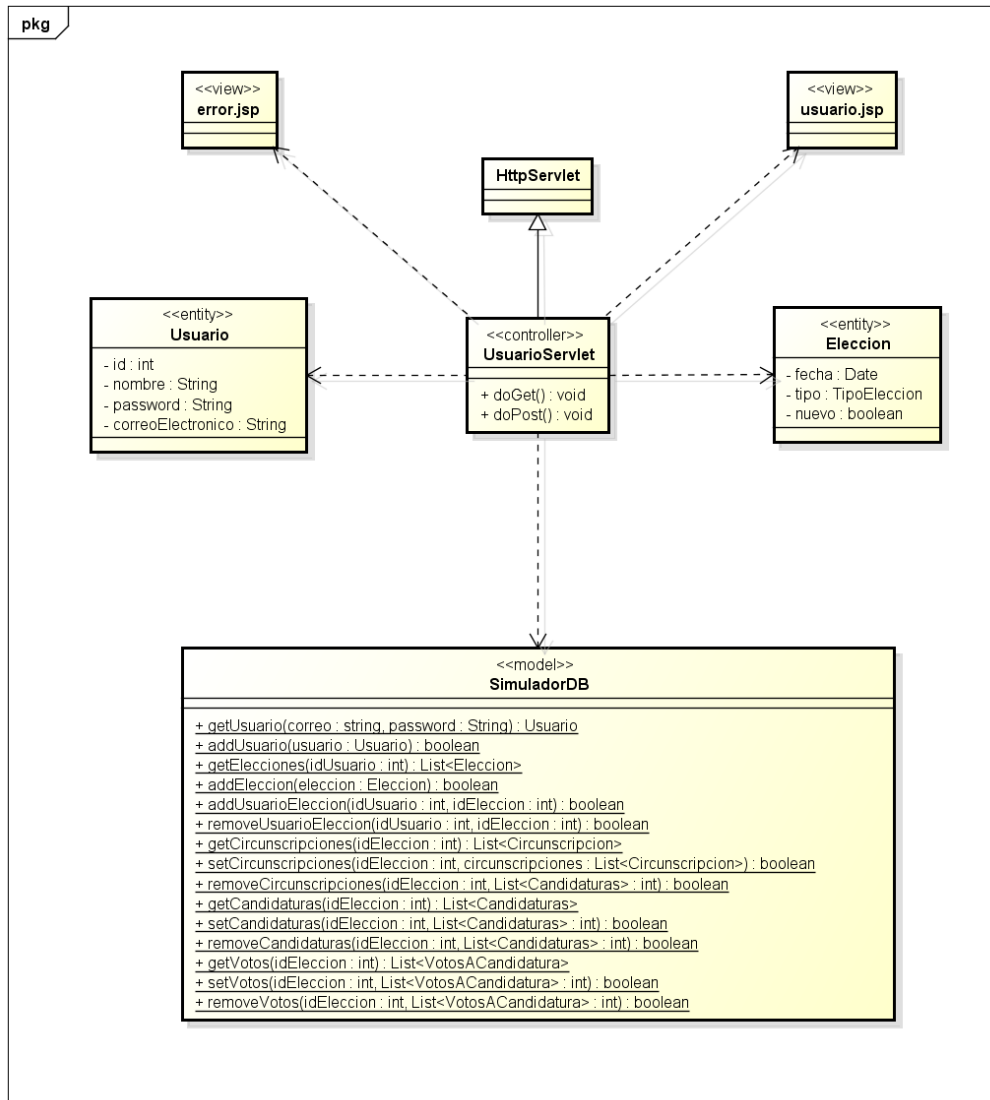 pkg
<<view>>
error.jsp
<<view>>
usuario.jsp
HttpServlet
<<entity>>
Usuario
- id : int
- nombre : String
- password : String
- correoElectronico : String
<<controller>>
UsuarioServlet
+ doGet() : void
+ doPost() : void
<<entity>>
Eleccion
- fecha : Date
- tipo : TipoEleccion
- nuevo : boolean
<<model>>
SimuladorDB
+ getUsuario(correo : string, password : String) : Usuario
+ addUsuario(usuario : Usuario) : boolean
+ getElecciones(idUsuario : int) : List<Eleccion>
+ addEleccion(eleccion : Eleccion) : boolean
+ addUsuarioEleccion(idUsuario : int, idEleccion : int) : boolean
+ removeUsuarioEleccion(idUsuario : int, idEleccion : int) : boolean
+ getCircunscripciones(idEleccion : int) : List<Circunscripcion>
+ setCircunscripciones(idEleccion : int, circunscripciones : List<Circunscripcion>) : boolean
+ removeCircunscripciones(idEleccion : int, List<Candidaturas> : int) : boolean
+ getCandidaturas(idEleccion : int) : List<Candidaturas>
+ setCandidaturas(idEleccion : int, List<Candidaturas> : int) : boolean
+ removeCandidaturas(idEleccion : int, List<Candidaturas> : int) : boolean
+ getVotos(idEleccion : int) : List<VotosACandidatura>
+ setVotos(idEleccion : int, List<VotosACandidatura> : int) : boolean
+ removeVotos(idEleccion : int, List<VotosACandidatura> : int) : boolean